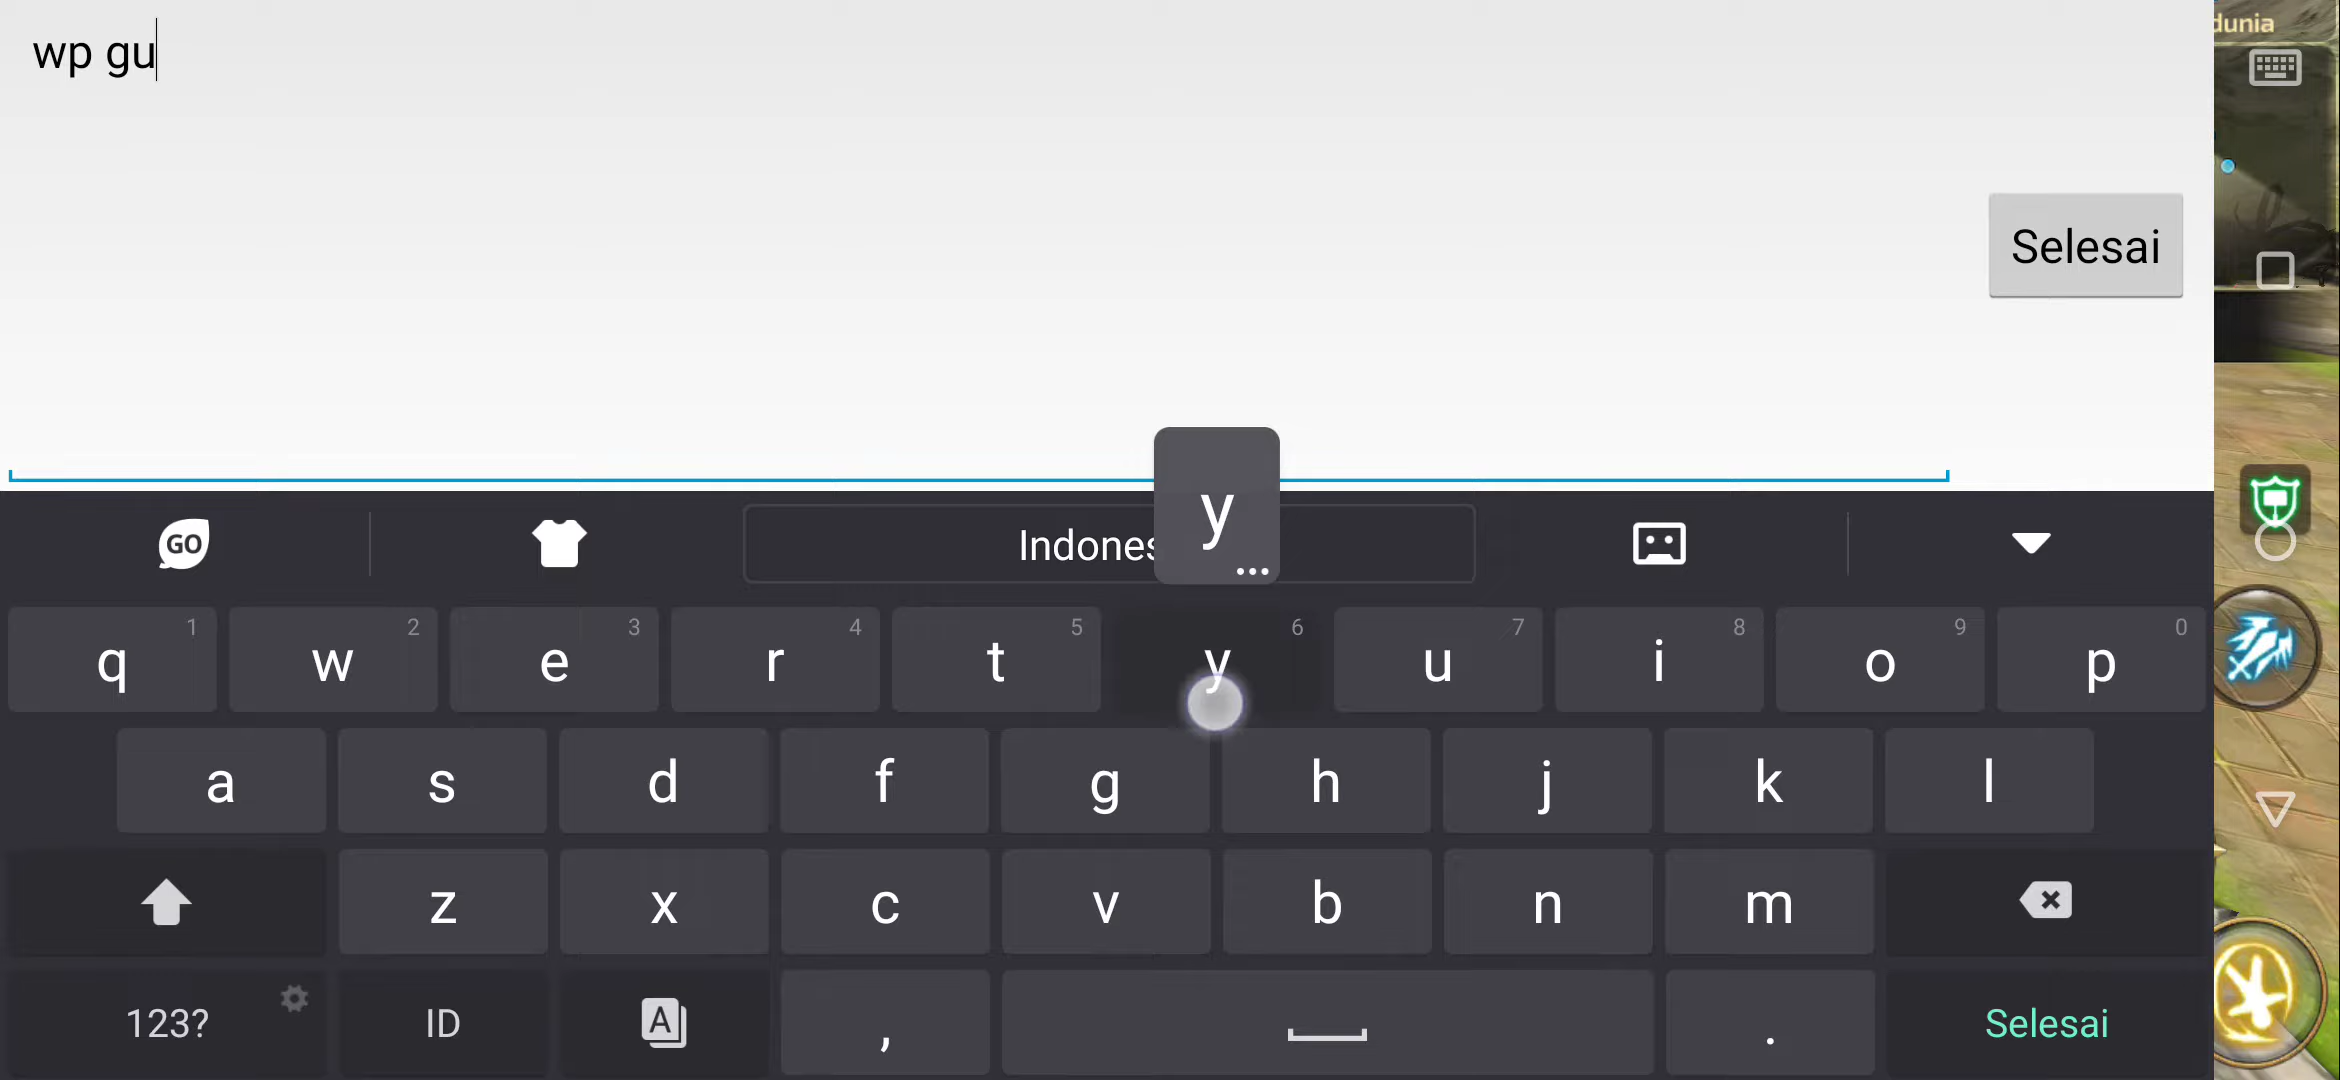 wp gu
dunia
Selesai
y
...
GO
Indones
q 1 w 2 e 3 r 4 t 5 y 6 u 7 i 8 o 9 p 0
a s d f g h j k l
z x c v b n m
123? ID A , . Selesai